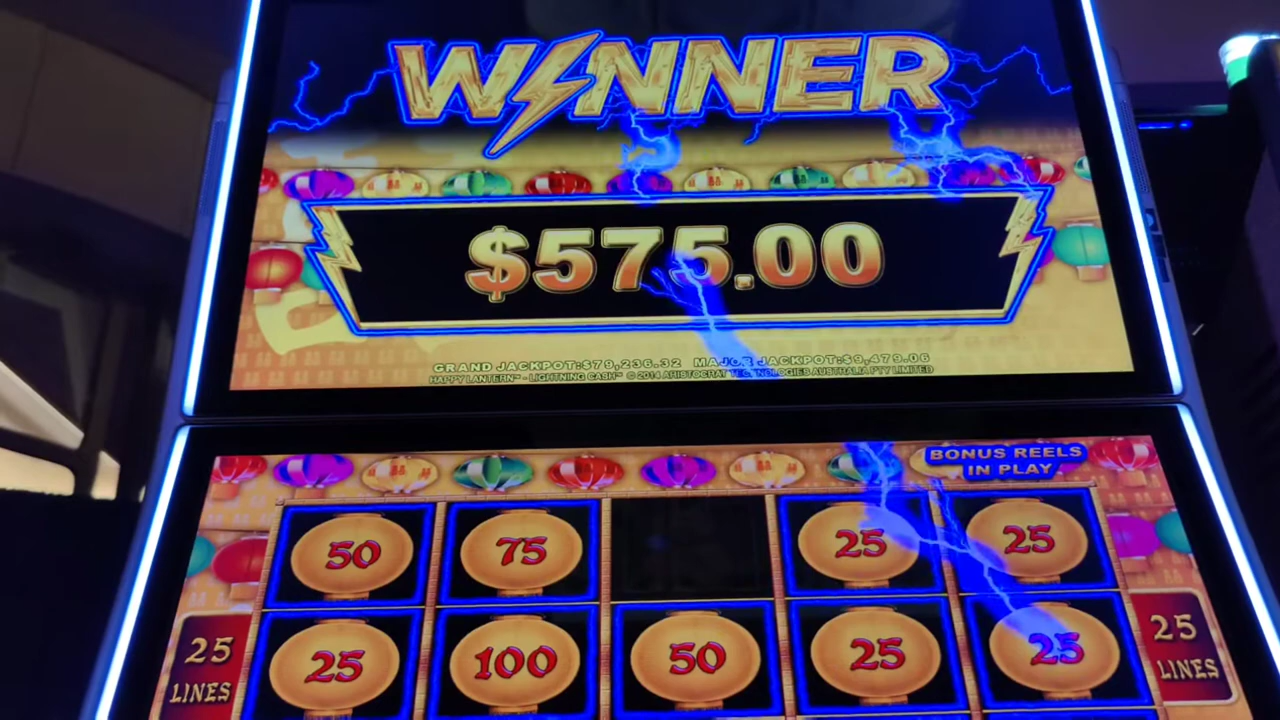 WINNER
$575.00
GRAND JACKPOT:$79,236.32 MAJOR JACKPOT:$9,479.06
HAPPY LANTERN™ - LIGHTNING CASH™ © 2014 ARISTOCRAT TECHNOLOGIES AUSTRALIA PTY LIMITED
BONUS REELS
IN PLAY
50 75 25 25
25 LINES
25 100 50 25 25
25 LINES